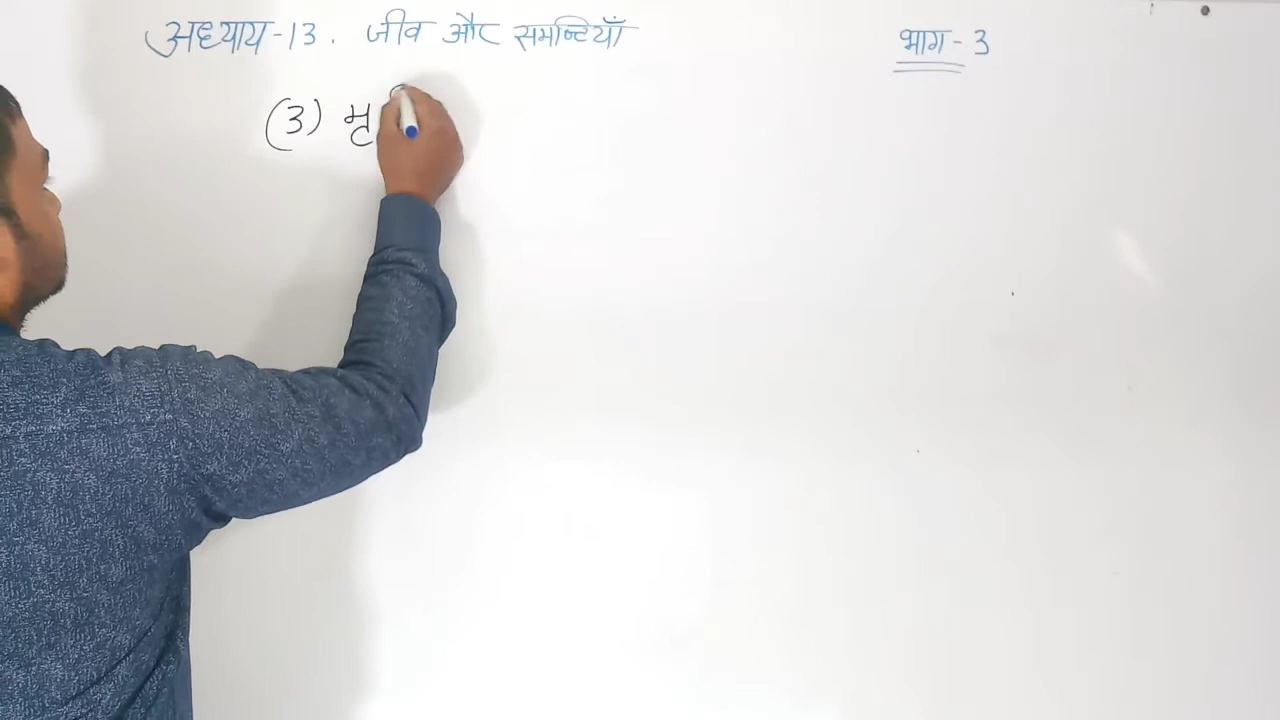 अध्याय-13. जीव और समष्टियाँ
भाग - 3
(3) मृ